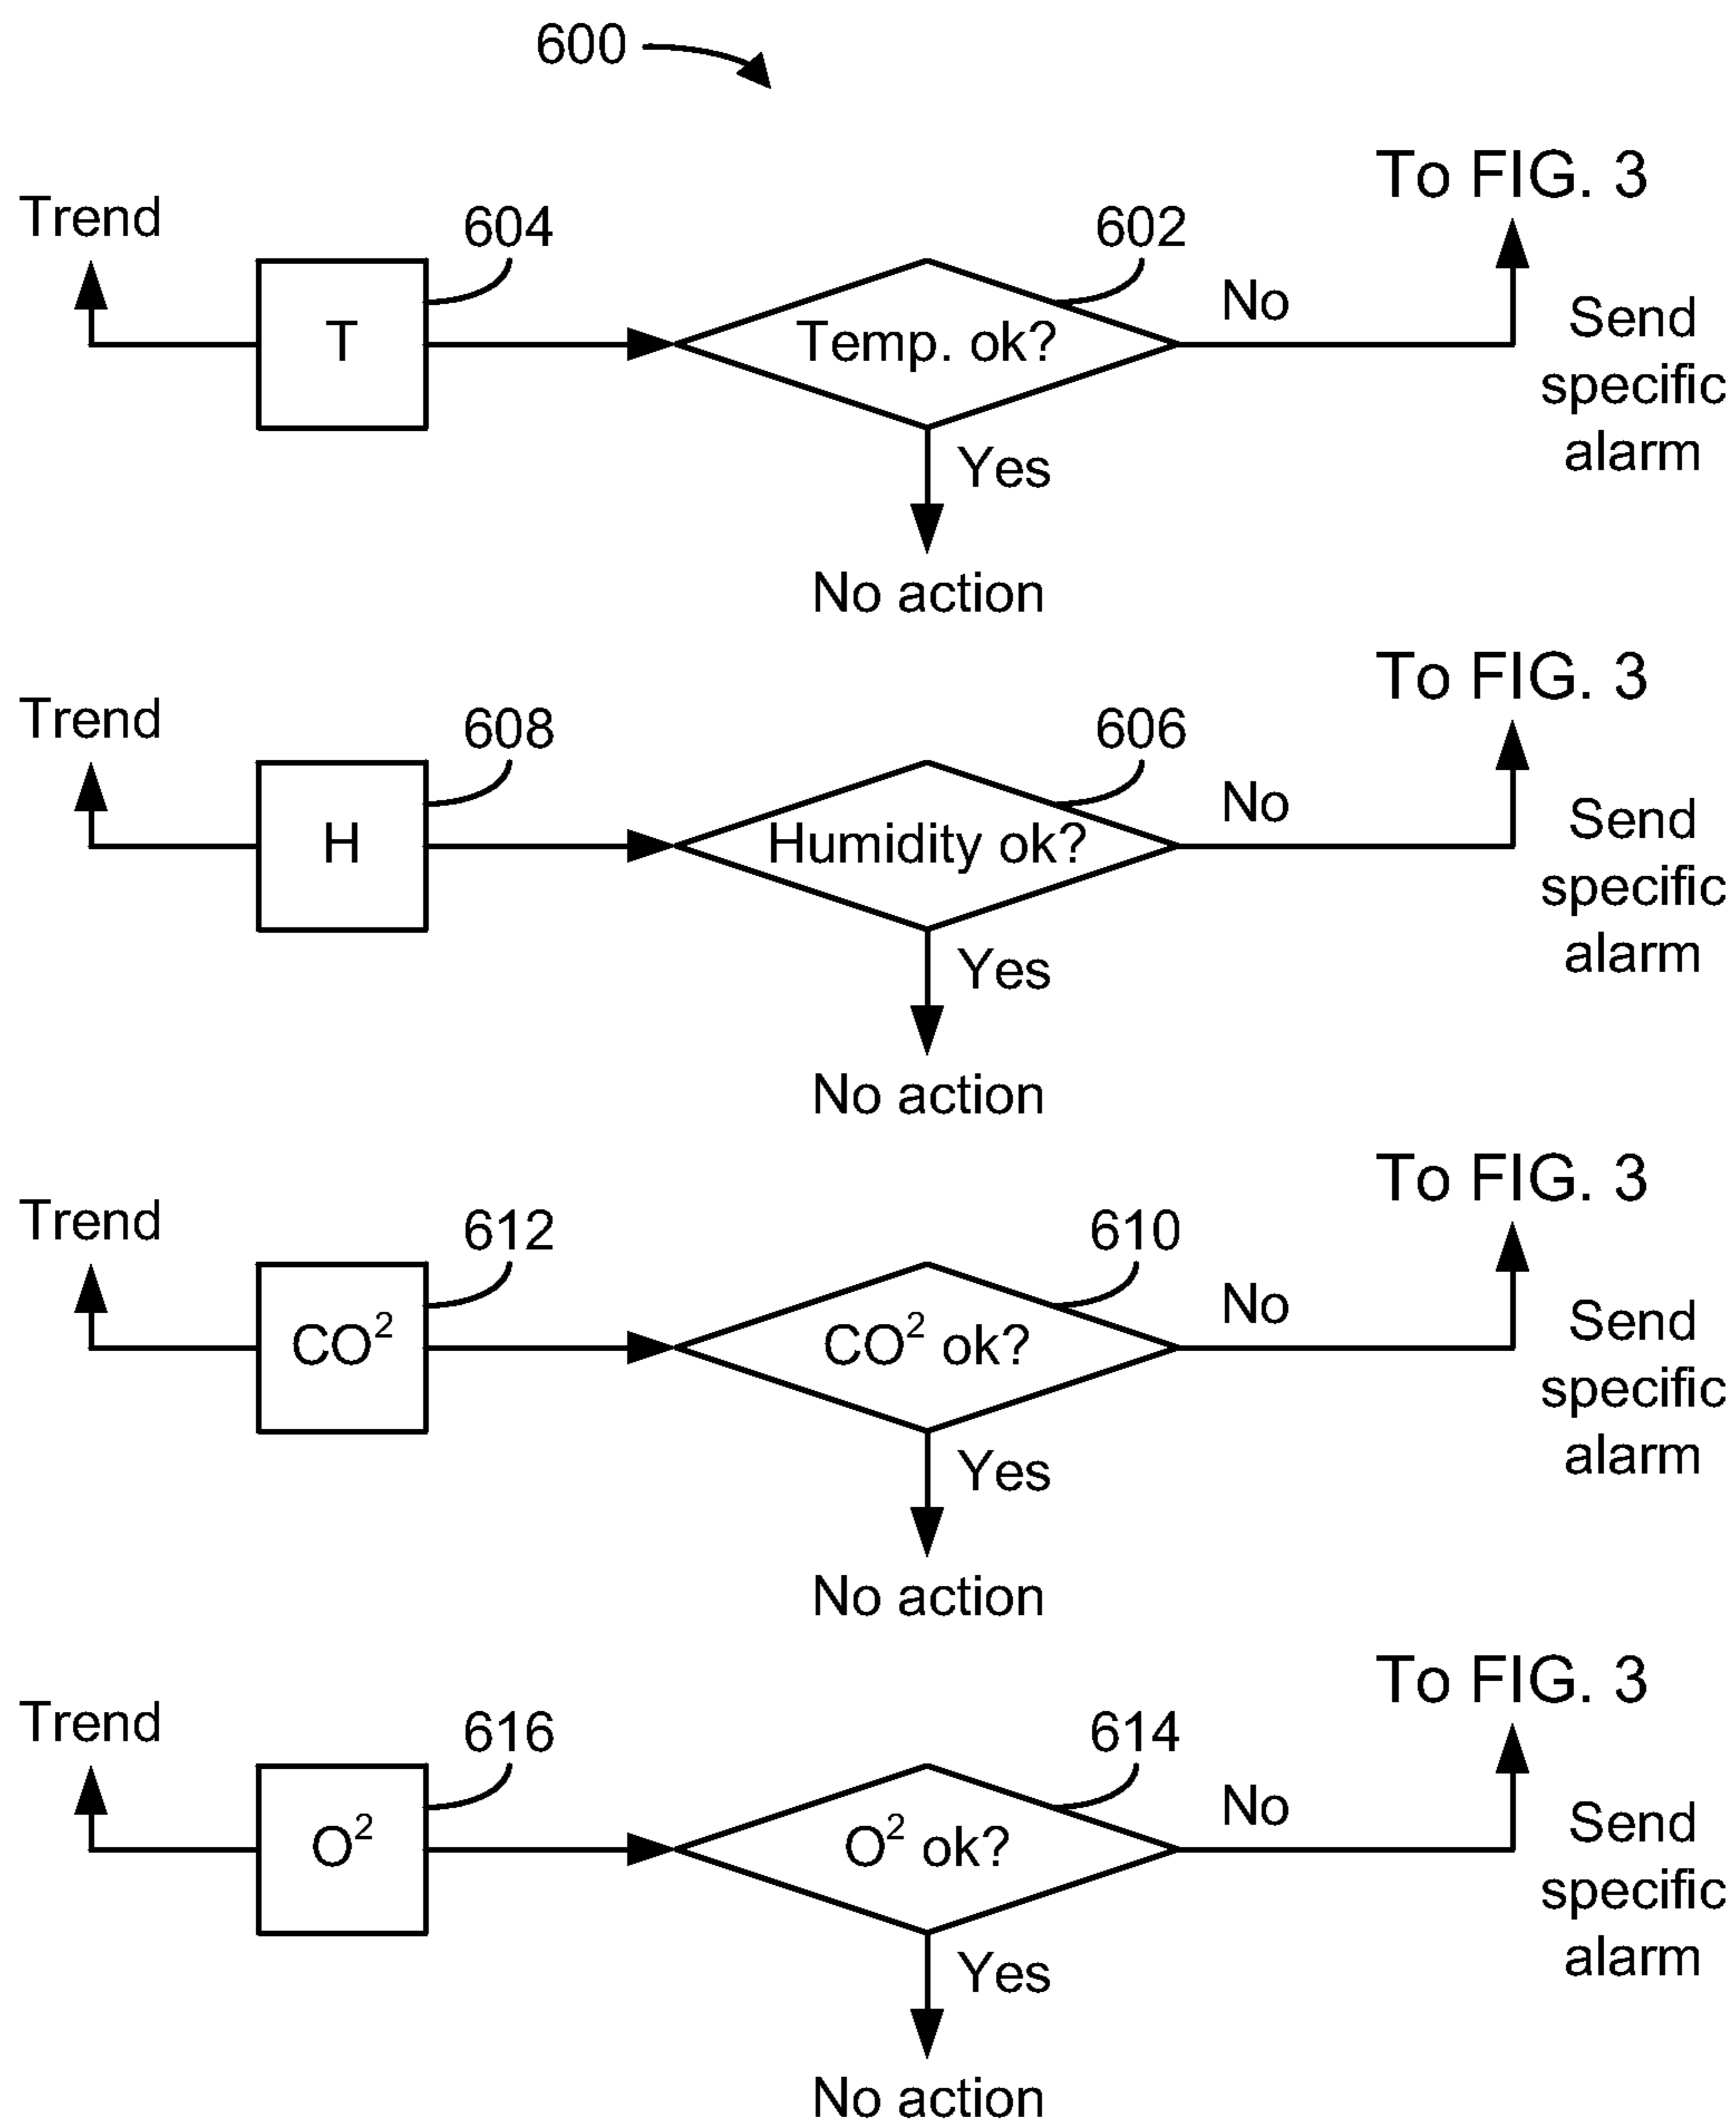 600
To FIG. 3
Trend
604
602
No
Send
specific
alarm
T
Temp. ok?
Yes
No action
To FIG. 3
Trend
608
606
No
Send
specific
alarm
H
Humidity ok?
Yes
No action
To FIG. 3
Trend
612
610
No
Send
specific
alarm
CO²
CO² ok?
Yes
No action
To FIG. 3
Trend
616
614
No
Send
specific
alarm
O²
O² ok?
Yes
No action